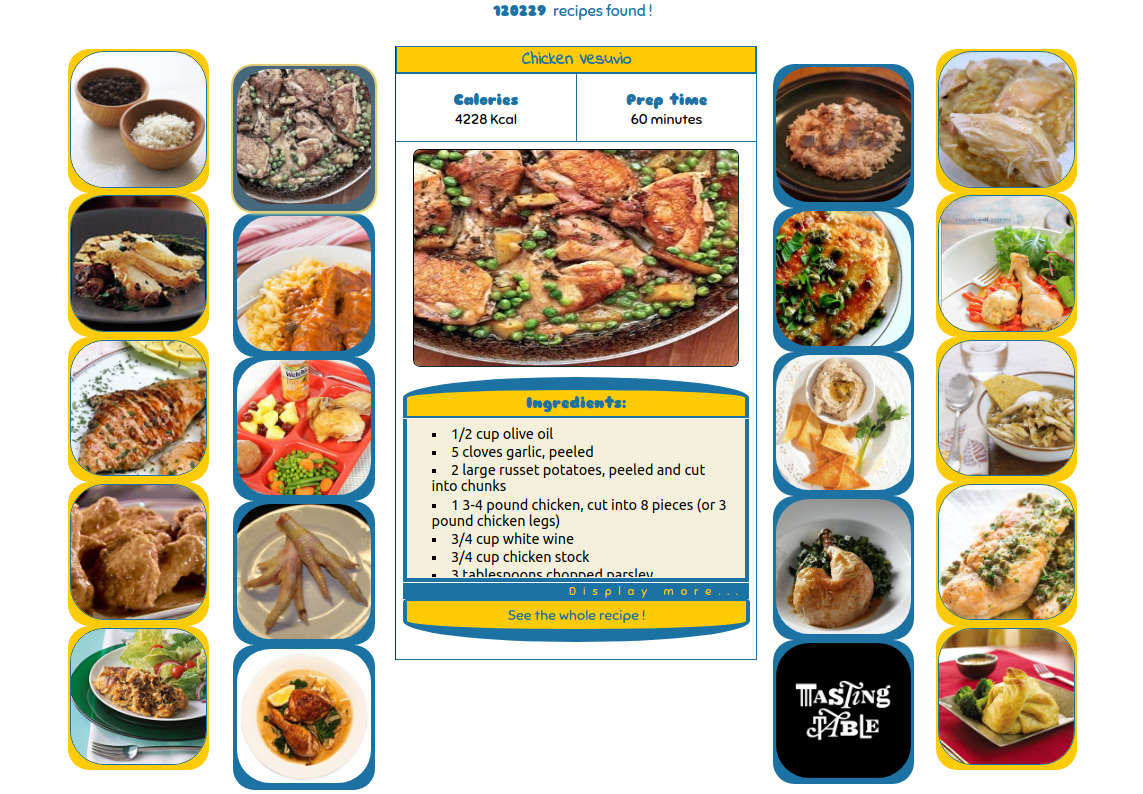 120229 recipes found !
Chicken Vesuvio
Calories
4228 Kcal
Prep time
60 minutes
Ingredients:
1/2 cup olive oil
5 cloves garlic, peeled
2 large russet potatoes, peeled and cut
into chunks
1 3-4 pound chicken, cut into 8 pieces (or 3
pound chicken legs)
3/4 cup white wine
3/4 cup chicken stock
3 tablespoons chopped parsley
Display more...
See the whole recipe !
Welch's
TASTING
TABLE